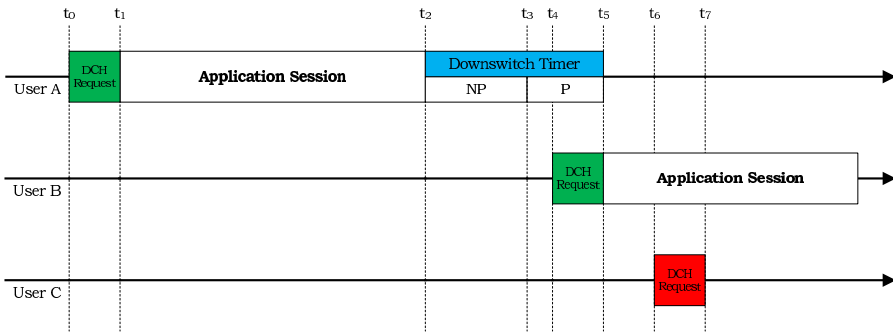 t0 t1 t2 t3 t4 t5 t6 t7
DCH
Request
Application Session
Downswitch Timer
NP P
User A
DCH
Request
Application Session
User B
DCH
Request
User C